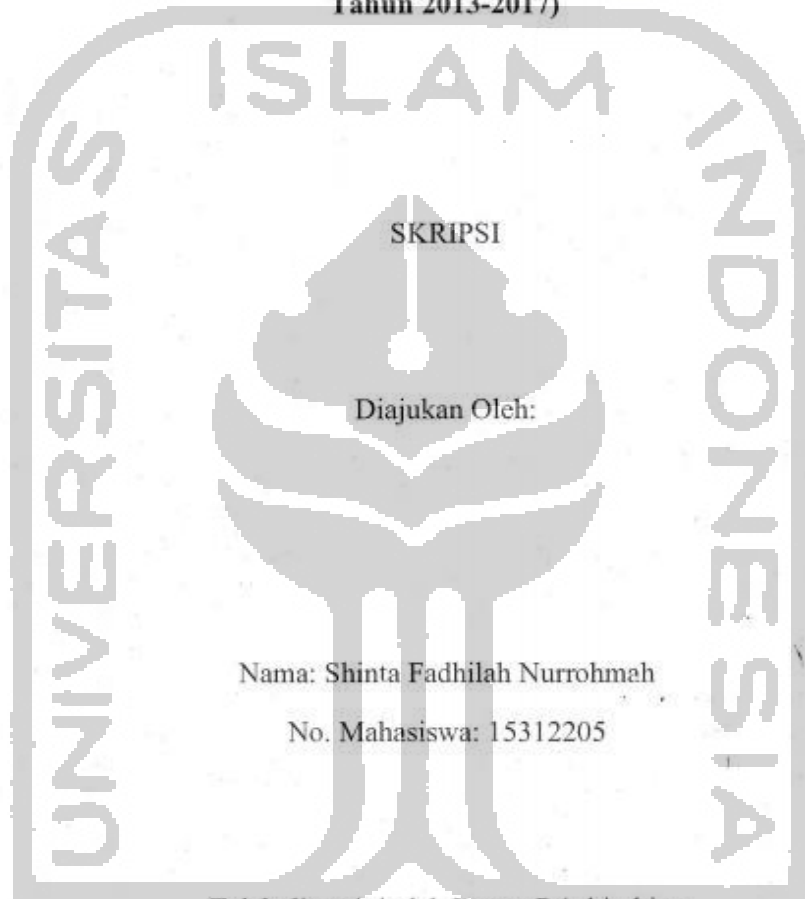 Tahun 2013-2017)
ISLAM
UNIVERSITAS
INDONESIA
SKRIPSI
Diajukan Oleh:
Nama: Shinta Fadhilah Nurrohmah
No. Mahasiswa: 15312205